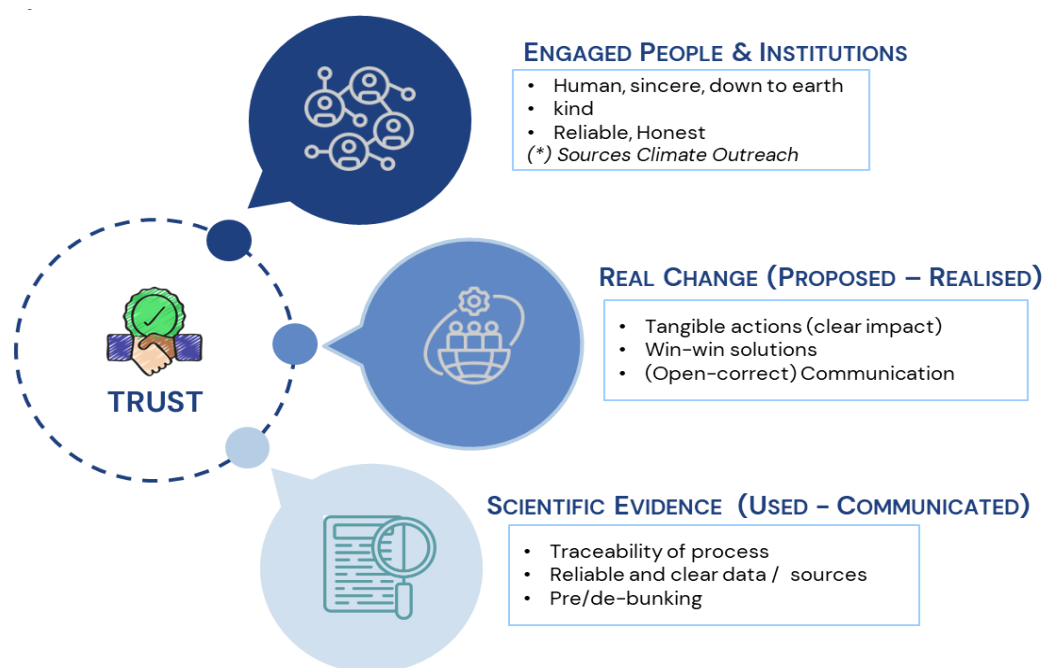 TRUST
ENGAGED PEOPLE & INSTITUTIONS
• Human, sincere, down to earth
• kind
• Reliable, Honest
(*) Sources Climate Outreach
REAL CHANGE (PROPOSED – REALISED)
• Tangible actions (clear impact)
• Win-win solutions
• (Open-correct) Communication
SCIENTIFIC EVIDENCE (USED - COMMUNICATED)
• Traceability of process
• Reliable and clear data / sources
• Pre/de-bunking